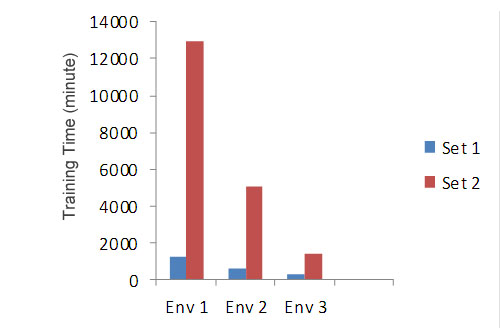 Training Time (minute)
14000
12000
10000
8000
6000
4000
2000
0
Env 1 Env 2 Env 3
Set 1
Set 2